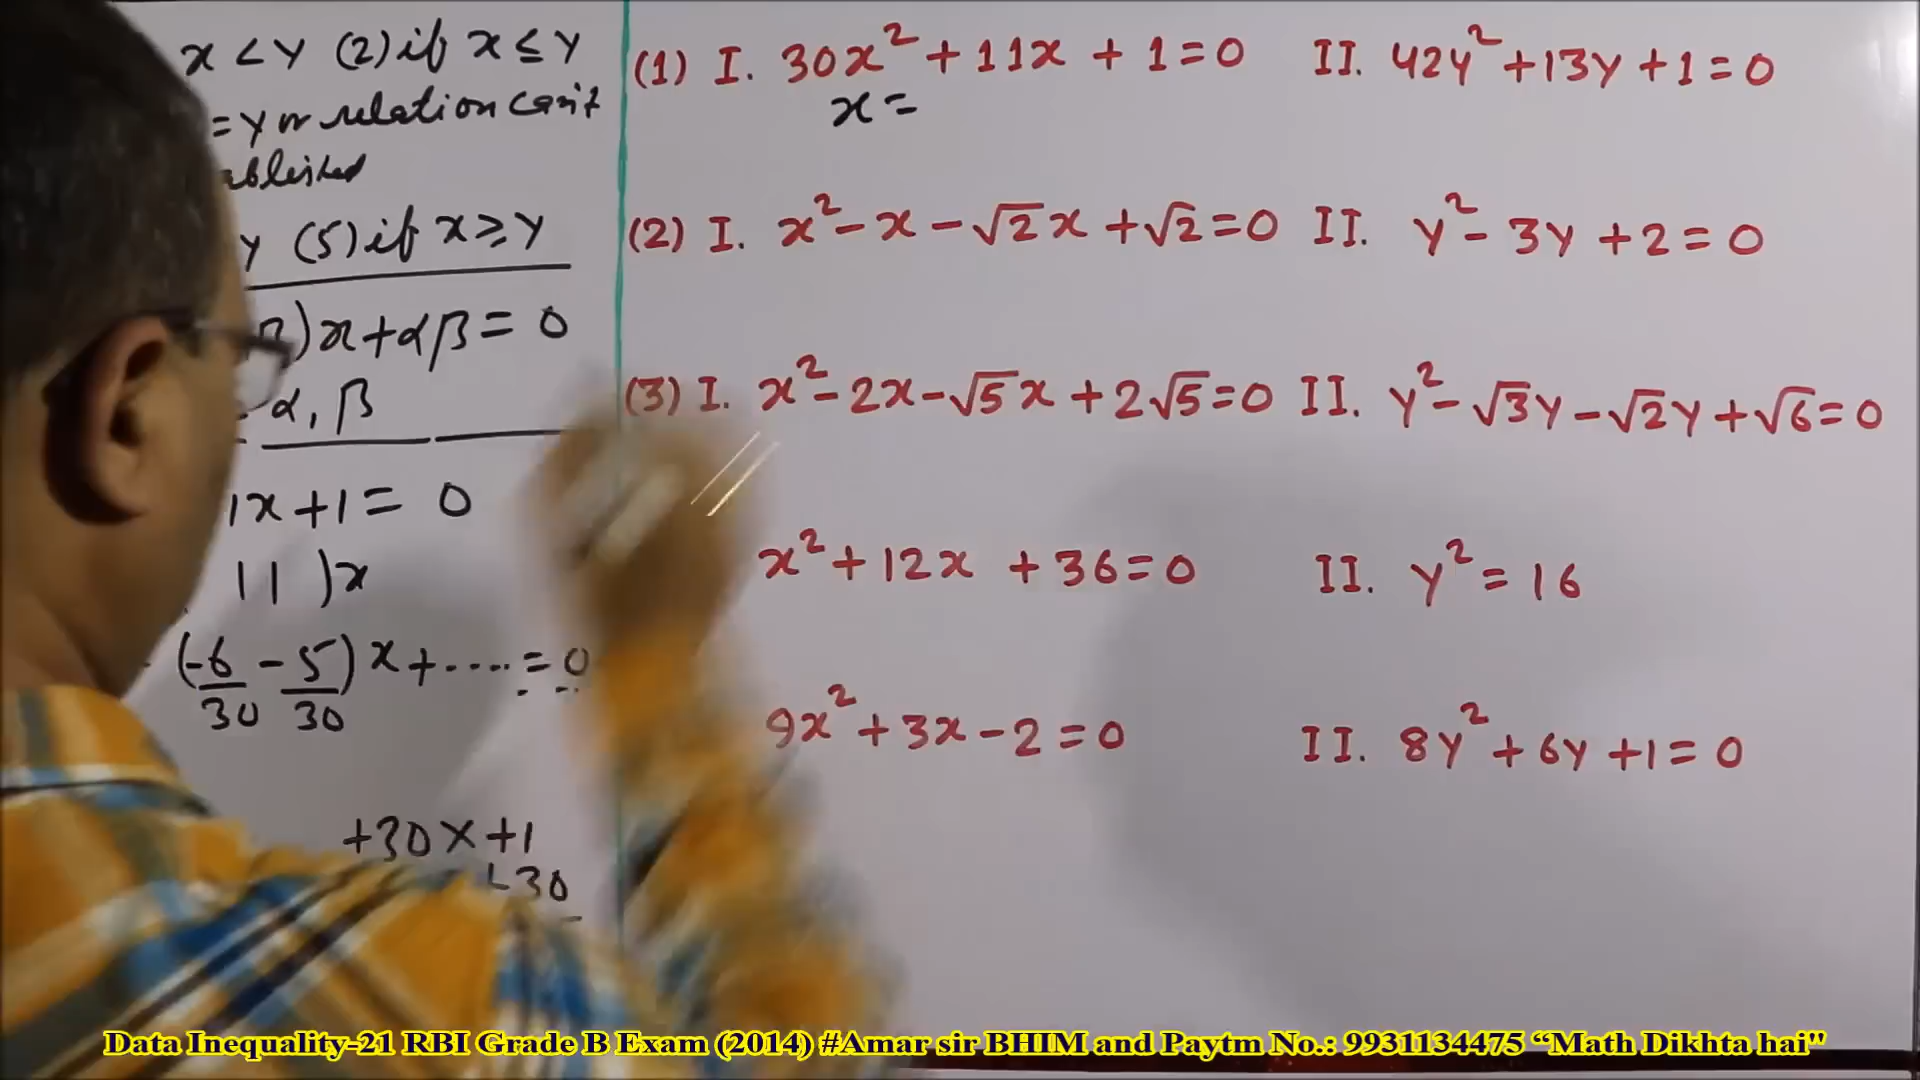 x < y (2) if x ≤ y
= y or relation can't
ablished
y (5) if x ≥ y
β)x + αβ = 0
α, β
1x + 1 = 0
11 )x
(-6/30 - 5/30)x + .... = 0
+30x + 1
30
(1) I. 30x² + 11x + 1 = 0 II. 42y² + 13y + 1 = 0
x =
(2) I. x² - x - √2x + √2 = 0 II. y² - 3y + 2 = 0
(3) I. x² - 2x - √5x + 2√5 = 0 II. y² - √3y - √2y + √6 = 0
x² + 12x + 36 = 0 II. y² = 16
9x² + 3x - 2 = 0 II. 8y² + 6y + 1 = 0
Data Inequality-21 RBI Grade B Exam (2014) #Amar sir BHIM and Paytm No.: 9931134475 “Math Dikhta hai"